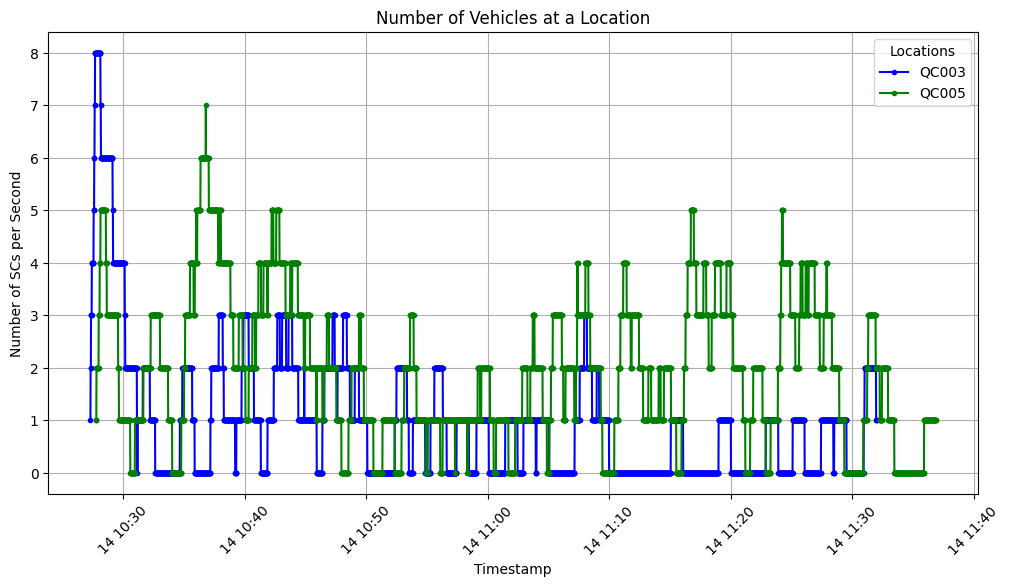 Number of Vehicles at a Location
Number of SCs per Second
8
7
6
5
4
3
2
1
0
Locations
QC003
QC005
14 10:30
14 10:40
14 10:50
14 11:00
14 11:10
14 11:20
14 11:30
14 11:40
Timestamp